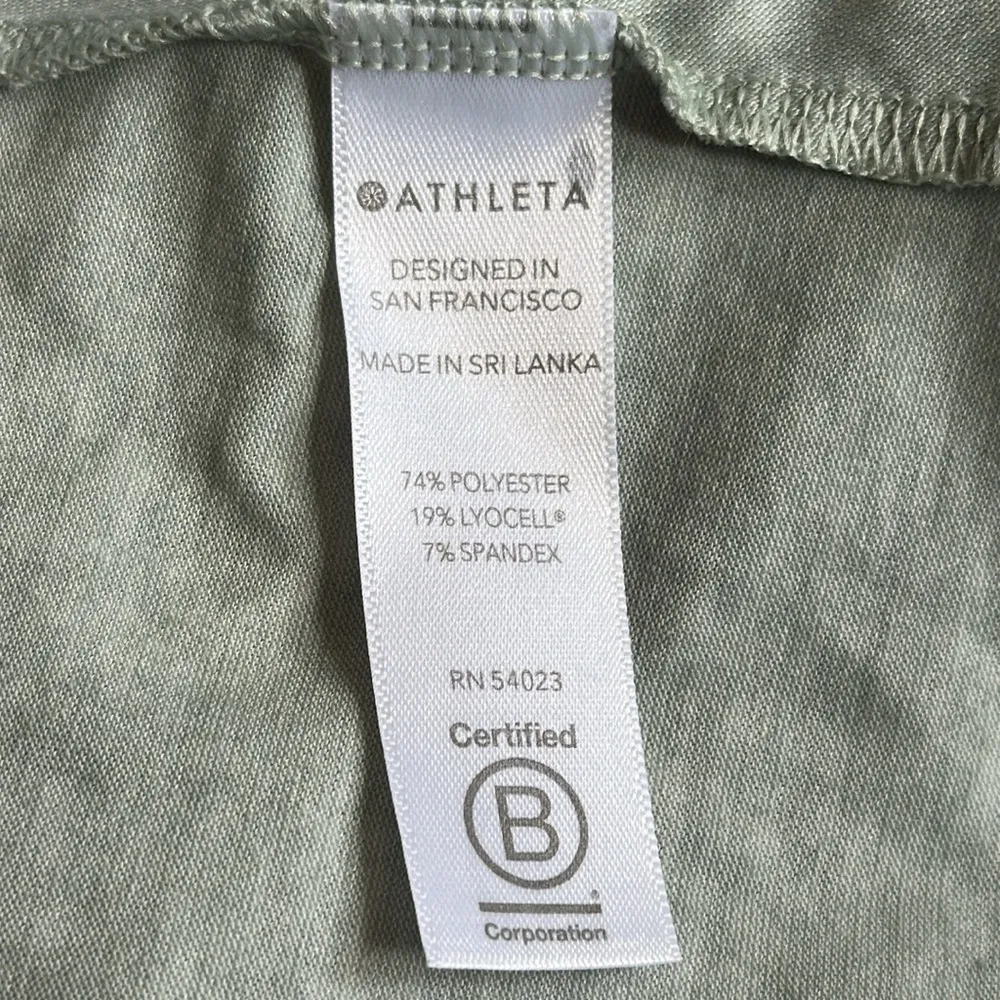 ATHLETA
DESIGNED IN
SAN FRANCISCO
MADE IN SRI LANKA
74% POLYESTER
19% LYOCELL®
7% SPANDEX
RN 54023
Certified
B
Corporation